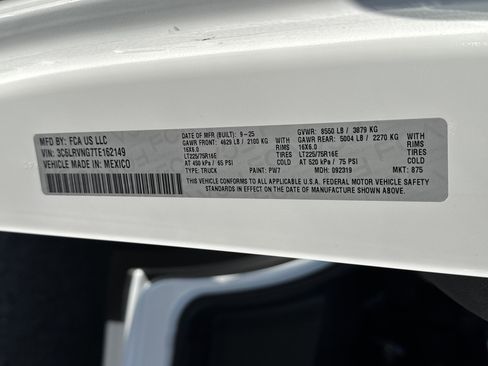 MFD BY: FCA US LLC
VIN: 3C6LRVNG7TE162149
VEHICLE MADE IN: MEXICO
DATE OF MFR (BUILT): 9-25
GAWR FRONT: 4629 LB / 2100 KG WITH
16X6.0 RIMS
LT225/75R16E TIRES
AT 450 kPa / 65 PSI COLD
TYPE: TRUCK PAINT: PW7
GVWR: 8550 LB / 3879 KG
GAWR REAR: 5004 LB / 2270 KG WITH
16X6.0 RIMS
LT225/75R16E TIRES
AT 520 kPa / 75 PSI COLD
MDH: 092319 MKT: 875
THIS VEHICLE CONFORMS TO ALL APPLICABLE U.S.A. FEDERAL MOTOR VEHICLE SAFETY
STANDARDS IN EFFECT ON THE DATE OF MANUFACTURE SHOWN ABOVE.